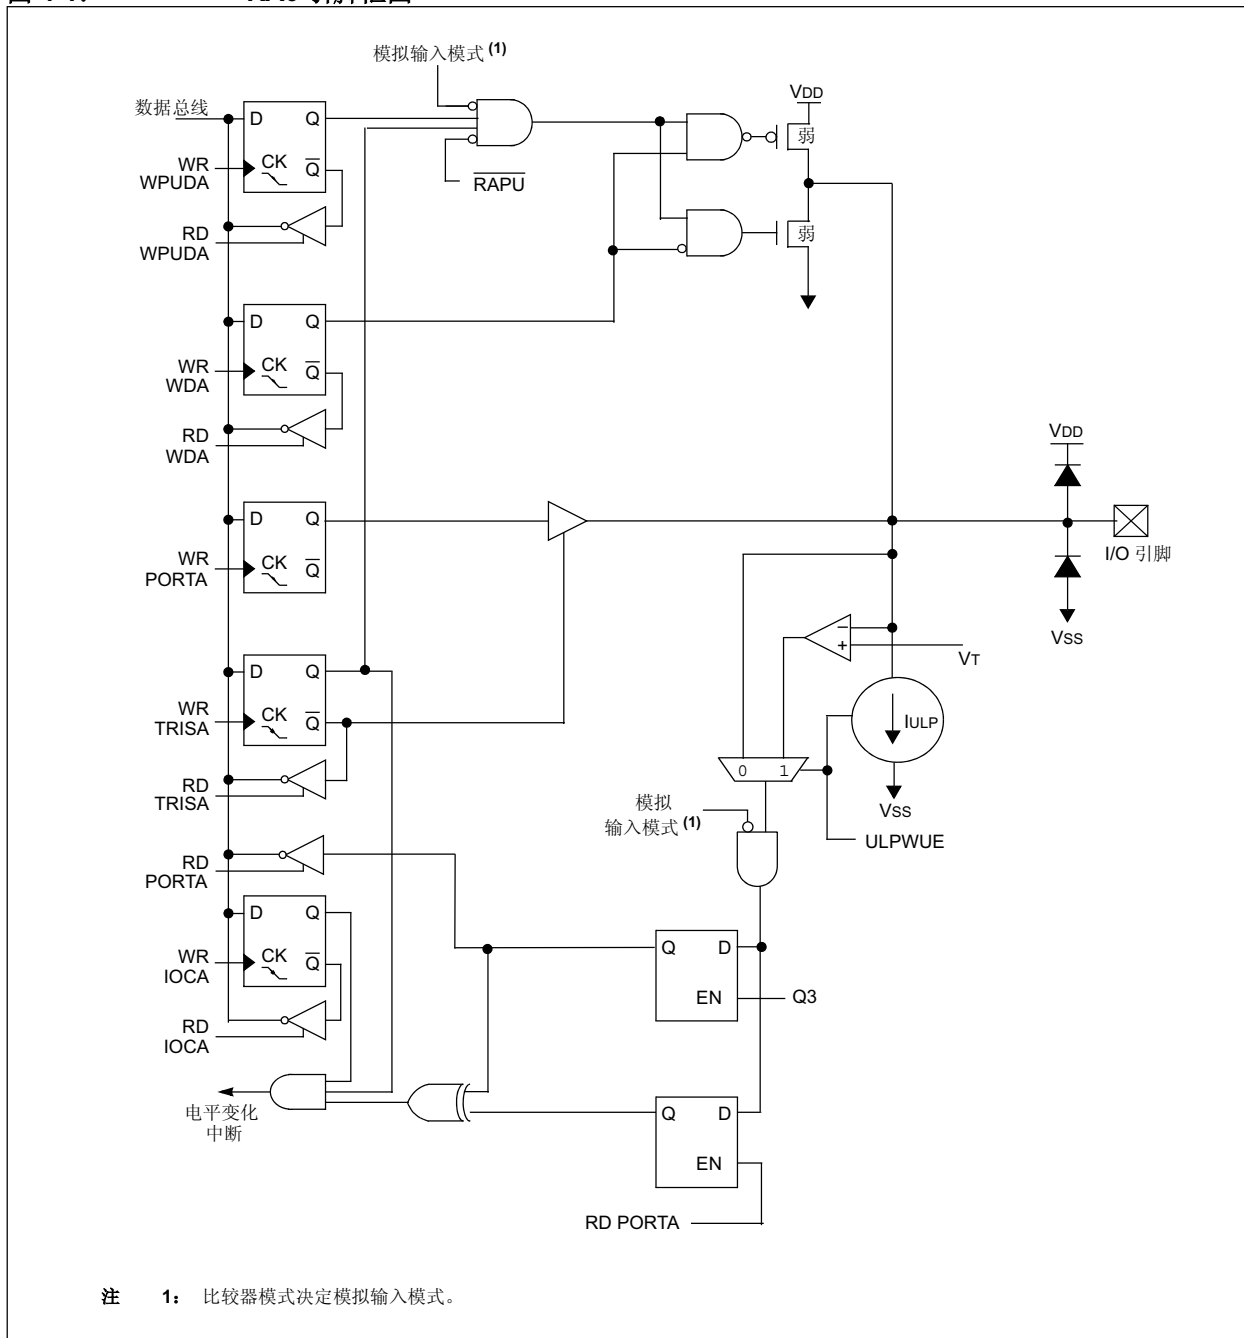 模拟输入模式 (1)
数据总线
D Q
VDD
弱
WR
WPUDA
CK Q
RAPU
RD
WPUDA
弱
D Q
WR
WDA
CK Q
RD
WDA
VDD
D Q
I/O 引脚
WR
PORTA
CK Q
VSS
VT
D Q
WR
TRISA
CK Q
IULP
0 1
RD
TRISA
VSS
模拟
输入模式 (1)
ULPWUE
RD
PORTA
D Q
WR
IOCA
CK Q
Q D
EN
Q3
RD
IOCA
电平变化
中断
Q D
EN
RD PORTA
注 1: 比较器模式决定模拟输入模式。